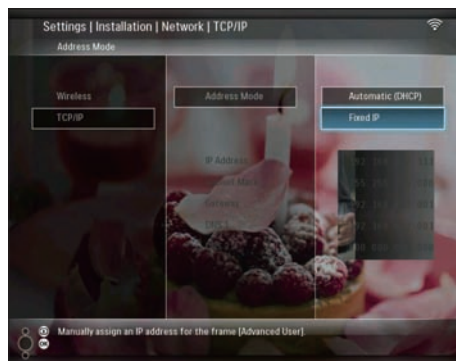 Settings | Installation | Network | TCP/IP
Address Mode
Wireless
TCP/IP
Address Mode
IP Address
Gateway
Automatic (DHCP)
Fixed IP
Manually assign an IP address for the frame [Advanced User].
OK